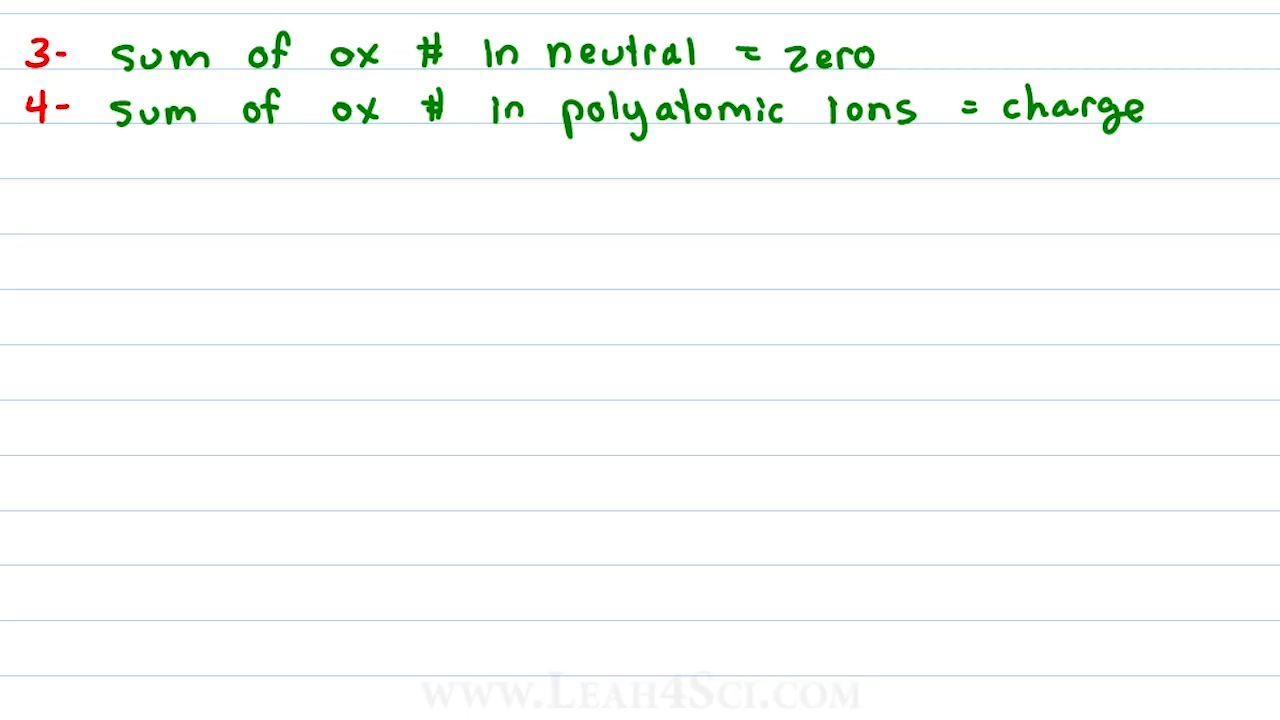 3- sum of ox # in neutral = zero
4- sum of ox # in polyatomic ions = charge
www.Leah4Sci.com